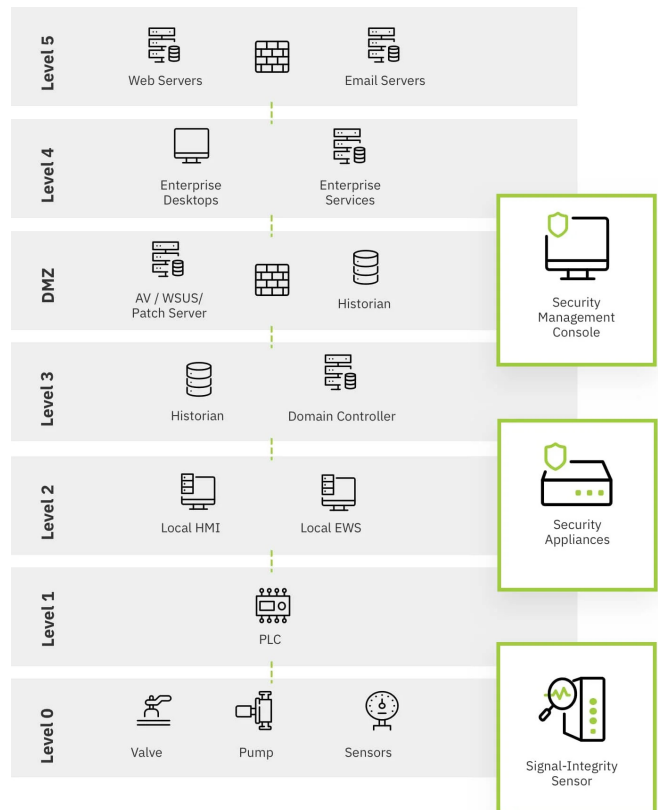 Level 5
Web Servers
Email Servers
Level 4
Enterprise
Desktops
Enterprise
Services
DMZ
AV / WSUS/
Patch Server
Historian
Security
Management
Console
Level 3
Historian
Domain Controller
Level 2
Local HMI
Local EWS
Security
Appliances
Level 1
PLC
Level 0
Valve
Pump
Sensors
Signal-Integrity
Sensor